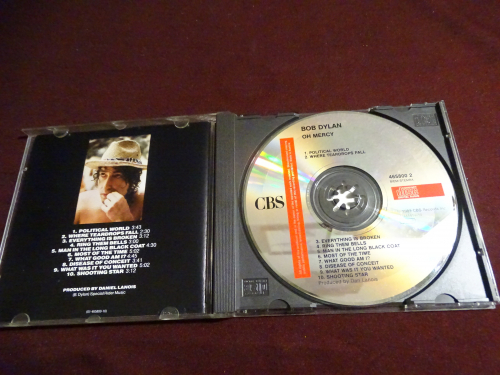 1. POLITICAL WORLD 3:43
2. WHERE TEARDROPS FALL 2:30
3. EVERYTHING IS BROKEN 3:12
4. RING THEM BELLS 3:00
5. MAN IN THE LONG BLACK COAT 4:30
6. MOST OF THE TIME 5:02
7. WHAT GOOD AM I? 4:45
8. DISEASE OF CONCEIT
9. WHAT WAS IT YOU WANTED 5:02
10. SHOOTING STAR 3:12
PRODUCED BY DANIEL LANOIS
BOB DYLAN
OH MERCY
1. POLITICAL WORLD
2. WHERE TEARDROPS FALL
465800 2
CBS
3. EVERYTHING IS BROKEN
4. RING THEM BELLS
5. MAN IN THE LONG BLACK COAT
6. MOST OF THE TIME
7. WHAT GOOD AM I?
8. DISEASE OF CONCEIT
9. WHAT WAS IT YOU WANTED
10. SHOOTING STAR
Produced by Dan Lanois